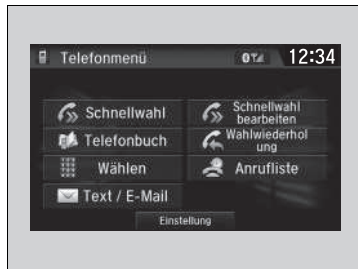 Telefonmenü 12:34
Schnellwahl
Schnellwahl
bearbeiten
Telefonbuch
Wahlwiederhol
ung
Wählen
Anrufliste
Text / E-Mail
Einstellung